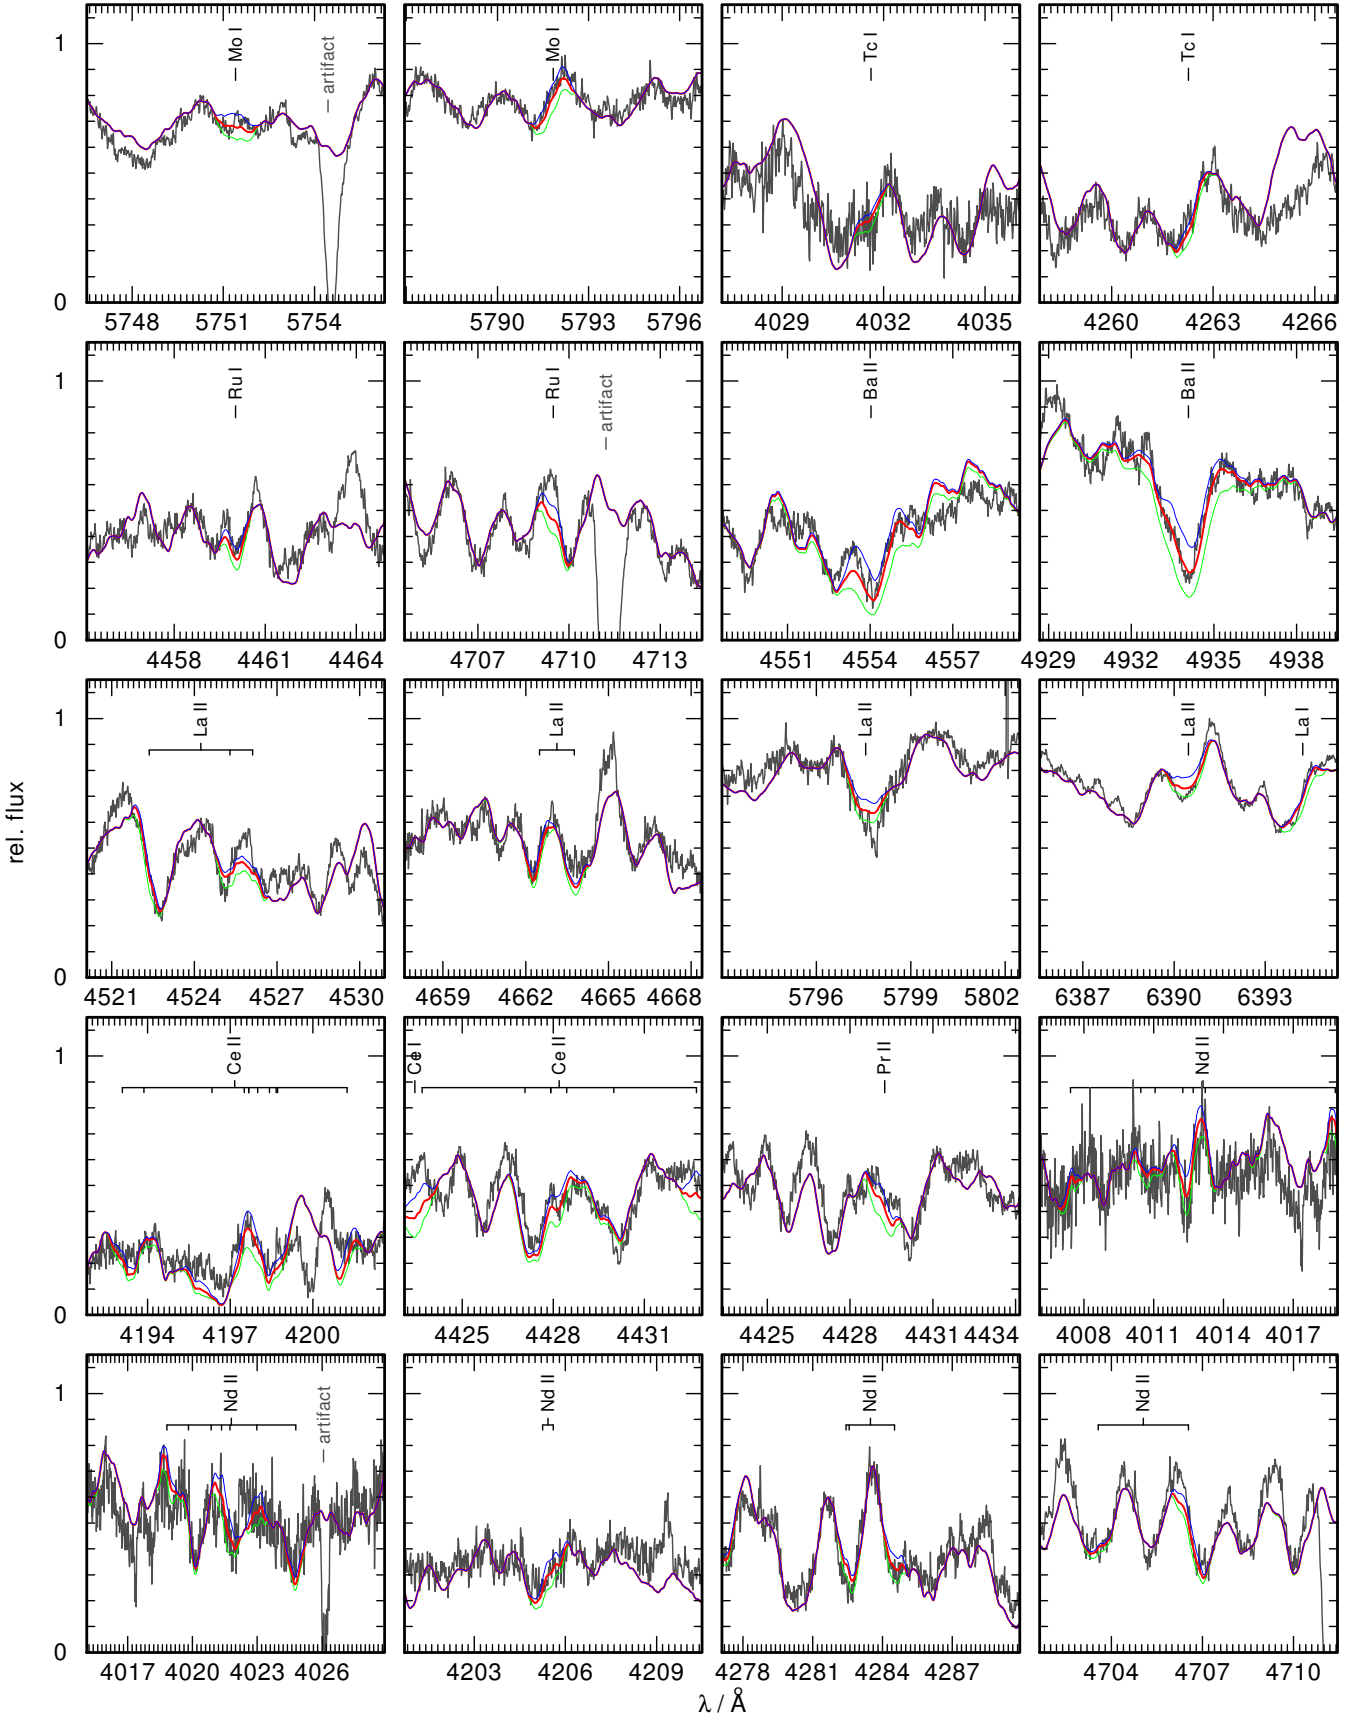 1
Mo I
artifact
Mo I
Tc I
Tc I
0
5748 5751 5754
5790 5793 5796
4029 4032 4035
4260 4263 4266
1
Ru I
Ru I
artifact
Ba II
Ba II
0
4458 4461 4464
4707 4710 4713
4551 4554 4557
4929 4932 4935 4938
1
La II
La II
La II
La II
La I
rel. flux
0
4521 4524 4527 4530
4659 4662 4665 4668
5796 5799 5802
6387 6390 6393
1
Ce II
Ce I
Ce II
Pr II
Nd II
0
4194 4197 4200
4425 4428 4431
4425 4428 4431 4434
4008 4011 4014 4017
1
Nd II
artifact
Nd II
Nd II
Nd II
0
4017 4020 4023 4026
4203 4206 4209
4278 4281 4284 4287
4704 4707 4710
λ / Å